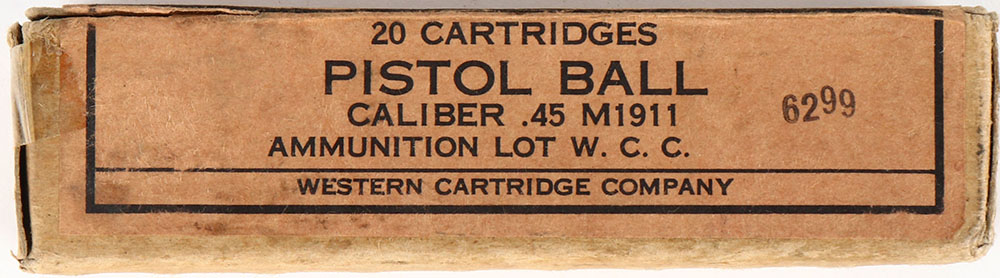 20 CARTRIDGES
PISTOL BALL
CALIBER .45 M1911
6299
AMMUNITION LOT W. C. C.
WESTERN CARTRIDGE COMPANY